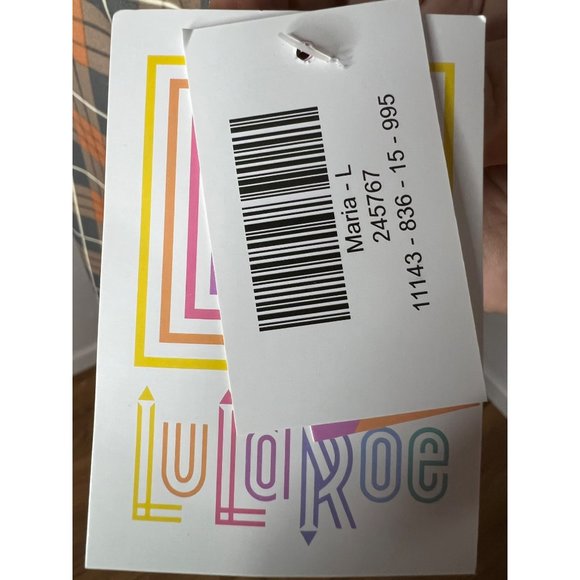 Maria - L
245767
11143 - 836 - 15 - 995
LuLaRoe